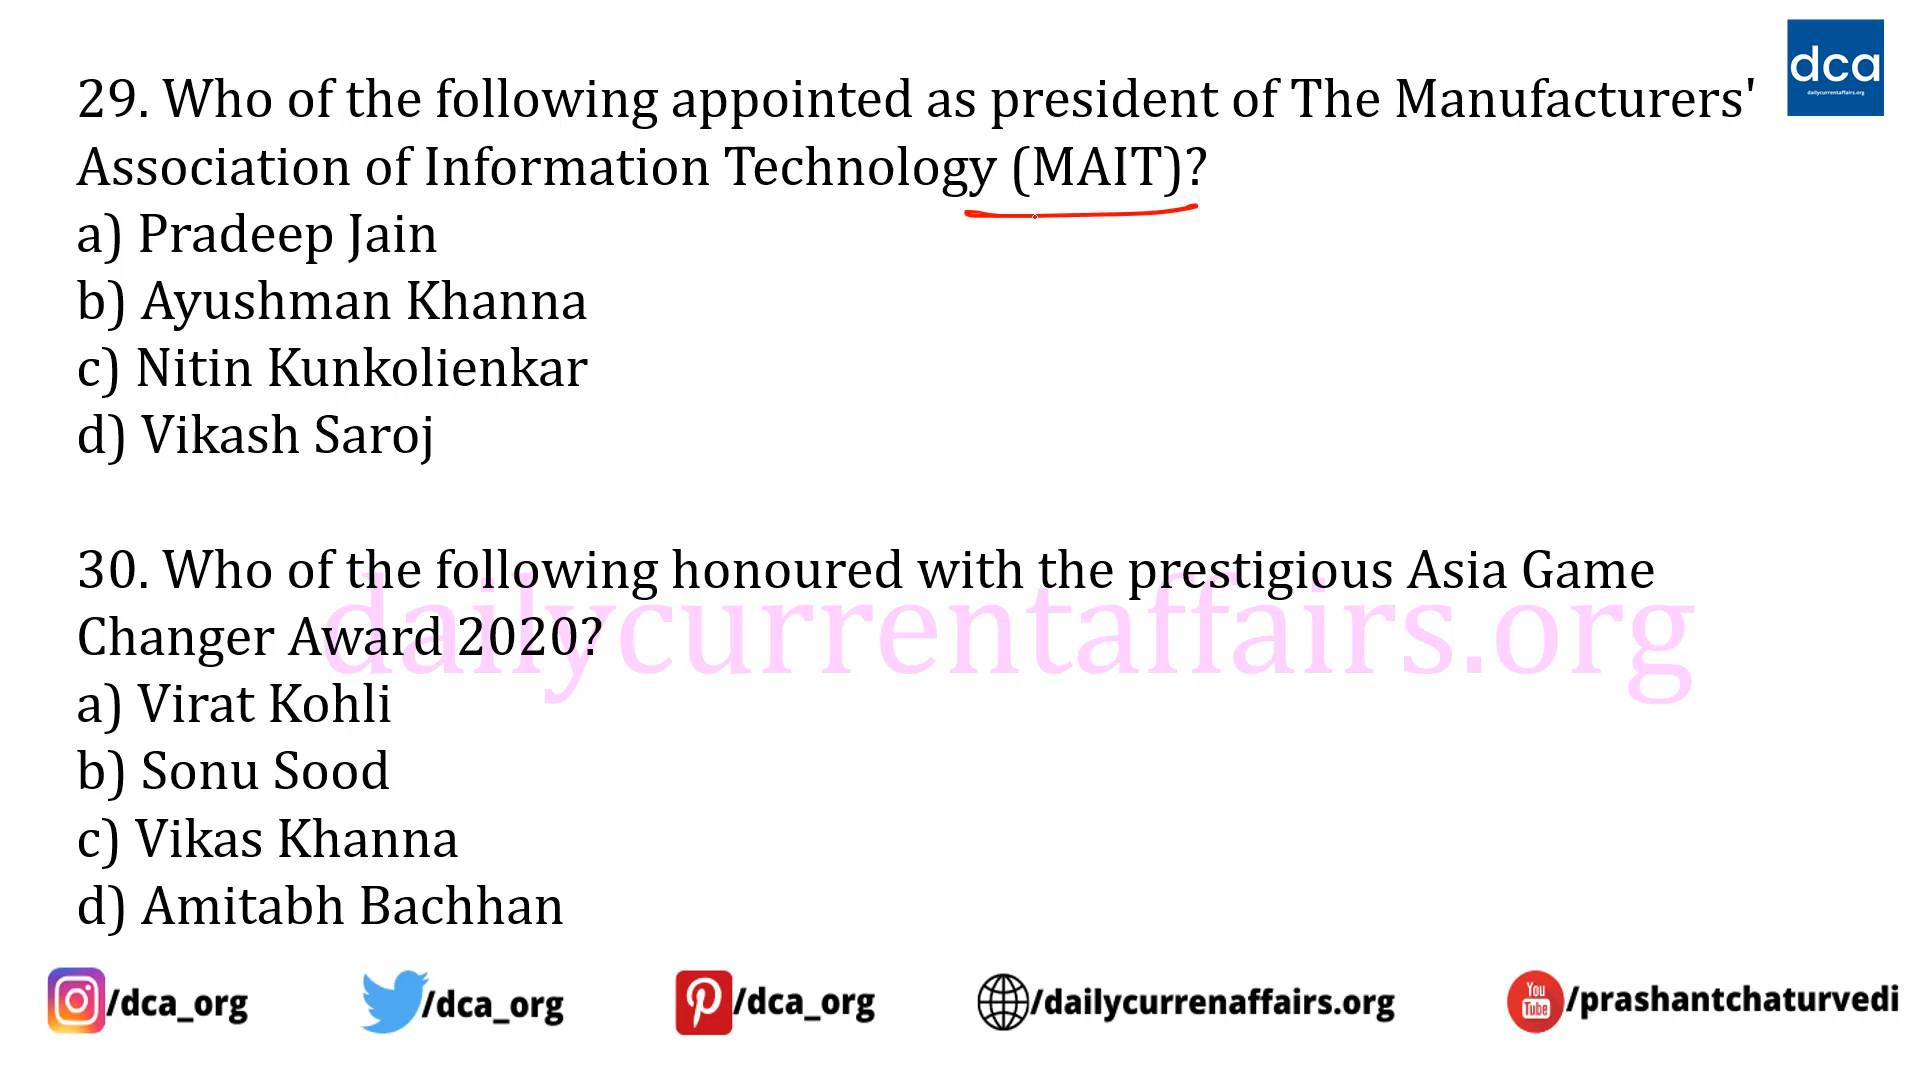 dca
dailycurrentaffairs.org
29. Who of the following appointed as president of The Manufacturers'
Association of Information Technology (MAIT)?
a) Pradeep Jain
b) Ayushman Khanna
c) Nitin Kunkolienkar
d) Vikash Saroj
30. Who of the following honoured with the prestigious Asia Game
Changer Award 2020?
dailycurrentaffairs.org
a) Virat Kohli
b) Sonu Sood
c) Vikas Khanna
d) Amitabh Bachhan
/dca_org /dca_org /dca_org /dailycurrenaffairs.org You Tube /prashantchaturvedi